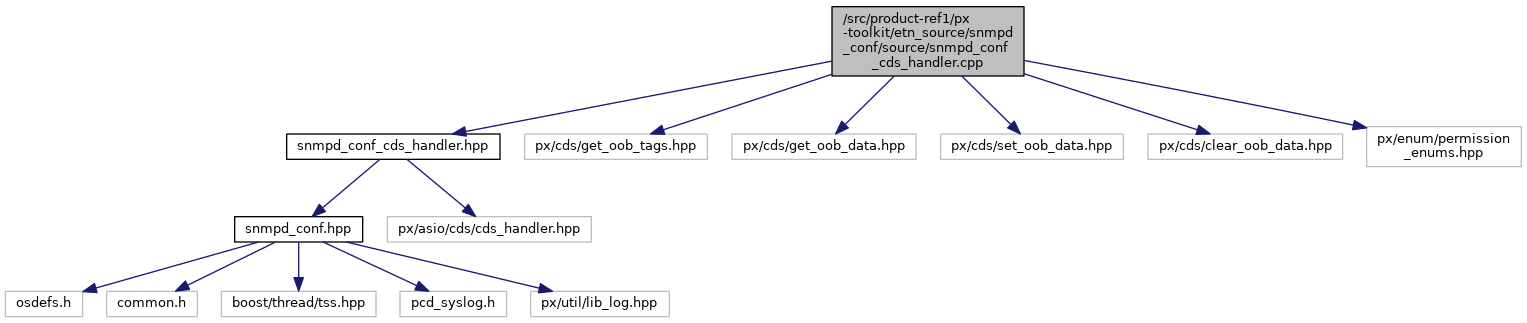 /src/product-ref1/px
-toolkit/etn_source/snmpd
_conf/source/snmpd_conf
_cds_handler.cpp
snmpd_conf_cds_handler.hpp
px/cds/get_oob_tags.hpp
px/cds/get_oob_data.hpp
px/cds/set_oob_data.hpp
px/cds/clear_oob_data.hpp
px/enum/permission
_enums.hpp
snmpd_conf.hpp
px/asio/cds/cds_handler.hpp
osdefs.h
common.h
boost/thread/tss.hpp
pcd_syslog.h
px/util/lib_log.hpp